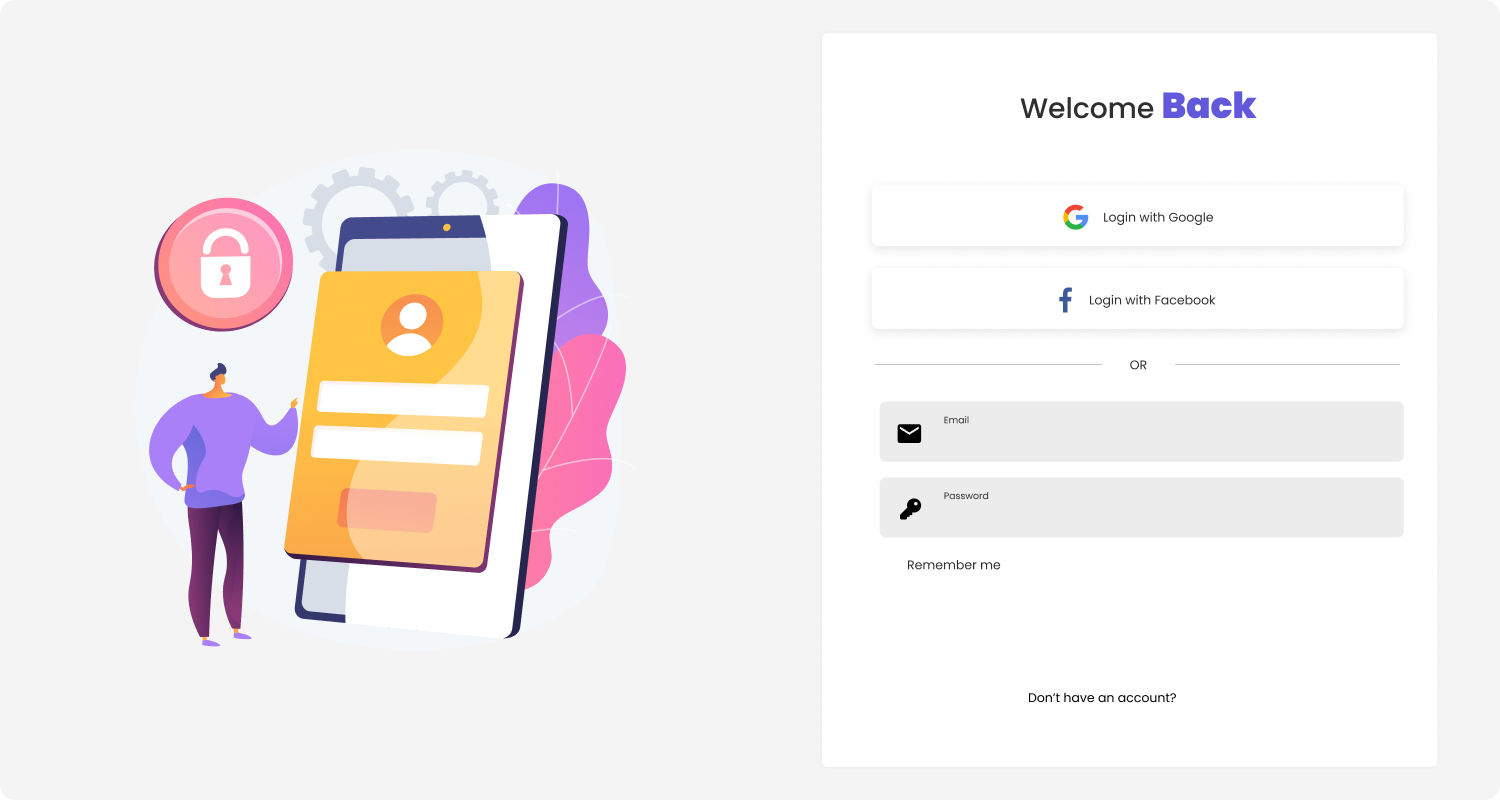 Welcome Back
Login with Google
Login with Facebook
OR
Email
Password
Remember me
Don’t have an account?